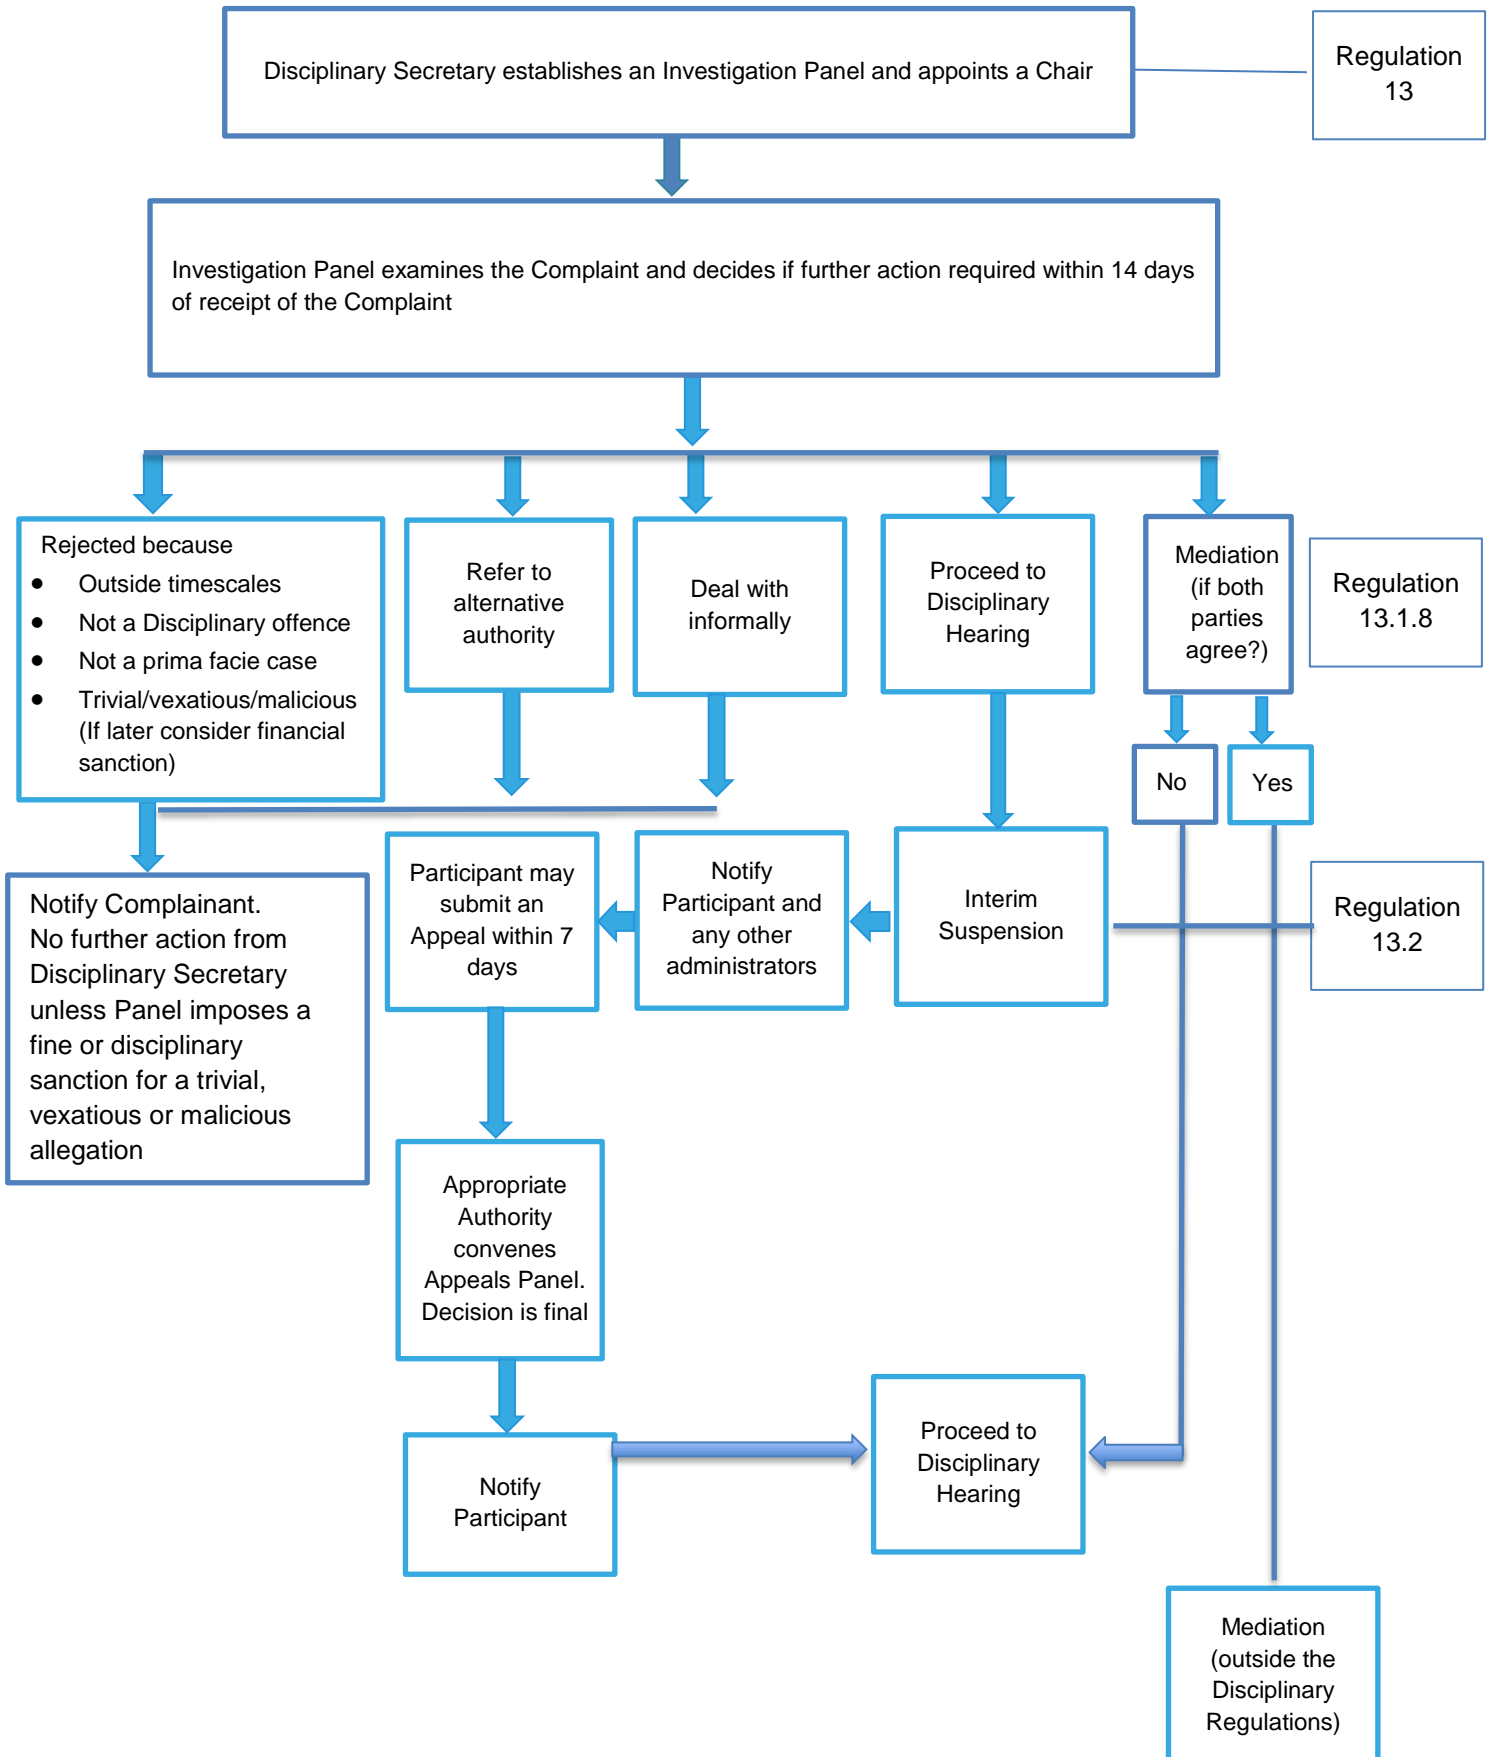 Disciplinary Secretary establishes an Investigation Panel and appoints a Chair
Regulation
13
Investigation Panel examines the Complaint and decides if further action required within 14 days
of receipt of the Complaint
Rejected because
● Outside timescales
● Not a Disciplinary offence
● Not a prima facie case
● Trivial/vexatious/malicious
(If later consider financial
sanction)
Refer to
alternative
authority
Deal with
informally
Proceed to
Disciplinary
Hearing
Mediation
(if both
parties
agree?)
Regulation
13.1.8
No
Yes
Notify Complainant.
No further action from
Disciplinary Secretary
unless Panel imposes a
fine or disciplinary
sanction for a trivial,
vexatious or malicious
allegation
Participant may
submit an
Appeal within 7
days
Notify
Participant and
any other
administrators
Interim
Suspension
Regulation
13.2
Appropriate
Authority
convenes
Appeals Panel.
Decision is final
Notify
Participant
Proceed to
Disciplinary
Hearing
Mediation
(outside the
Disciplinary
Regulations)